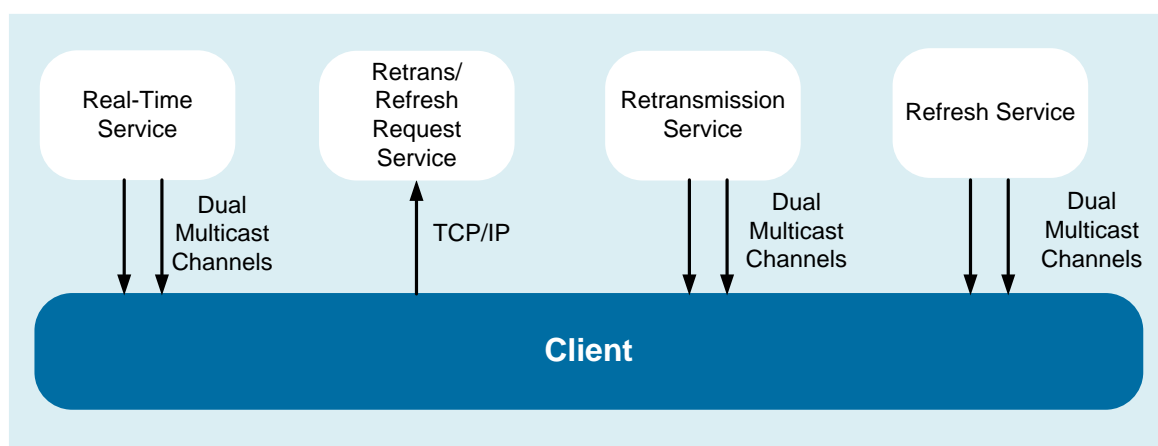 Real-Time
Service
Retrans/
Refresh
Request
Service
Retransmission
Service
Refresh Service
Dual
Multicast
Channels
TCP/IP
Dual
Multicast
Channels
Dual
Multicast
Channels
Client